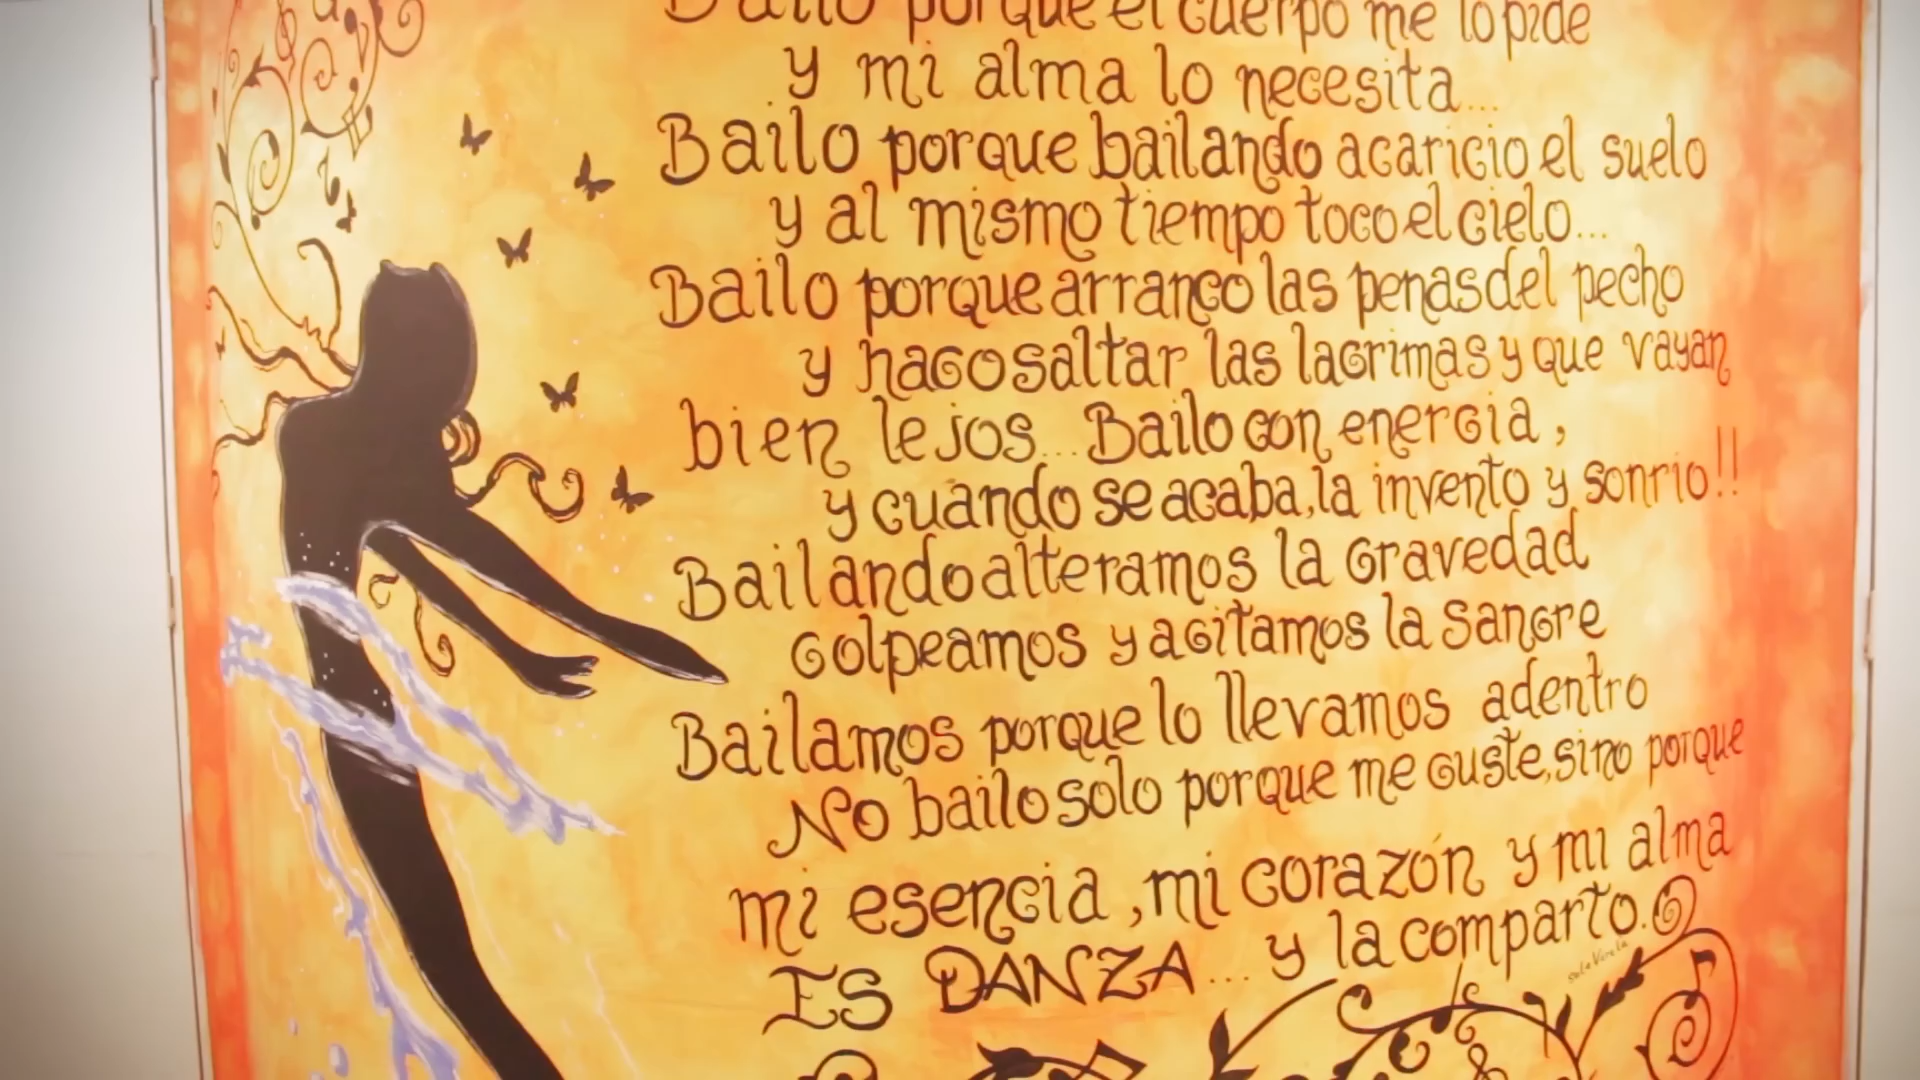 Bailo porque el cuerpo me lo pide
y mi alma lo necesita...
Bailo porque bailando acaricio el suelo
y al mismo tiempo toco el cielo...
Bailo porque arranco las penas del pecho
y hago saltar las lagrimas y que vayan
bien lejos... Bailo con energia,
y cuando se acaba, la invento y sonrio!!
Bailando alteramos la gravedad
Golpeamos y agitamos la sangre
Bailamos porque lo llevamos adentro
No bailo solo porque me guste, sino porque
mi esencia, mi corazón y mi alma
ES DANZA... y la comparto.